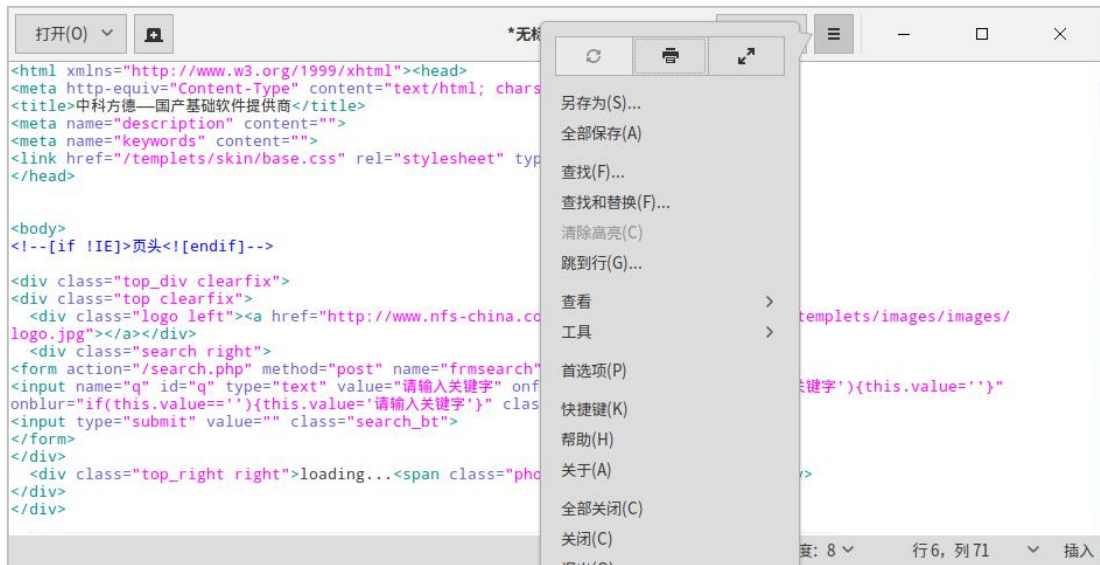 打开(O)
*无标
<html xmlns="http://www.w3.org/1999/xhtml"><head>
<meta http-equiv="Content-Type" content="text/html; chars
<title>中科方德——国产基础软件提供商</title>
<meta name="description" content="">
<meta name="keywords" content="">
<link href="/templets/skin/base.css" rel="stylesheet" typ
</head>
<body>
<!--[if !IE]>页头<![endif]-->
<div class="top_div clearfix">
<div class="top clearfix">
<div class="logo left"><a href="http://www.nfs-china.co templets/images/images/
logo.jpg"></a></div>
<div class="search right">
<form action="/search.php" method="post" name="frmsearch"
<input name="q" id="q" type="text" value="请输入关键字" onf 键字'){this.value=''}"
onblur="if(this.value==''){this.value='请输入关键字'}" clas
<input type="submit" value="" class="search_bt">
</form>
</div>
<div class="top_right right">loading...<span class="pho >
</div>
</div>
另存为(S)...
全部保存(A)
查找(F)...
查找和替换(F)...
清除高亮(C)
跳到行(G)...
查看
工具
首选项(P)
快捷键(K)
帮助(H)
关于(A)
全部关闭(C)
关闭(C)
度: 8 行 6, 列 71 插入